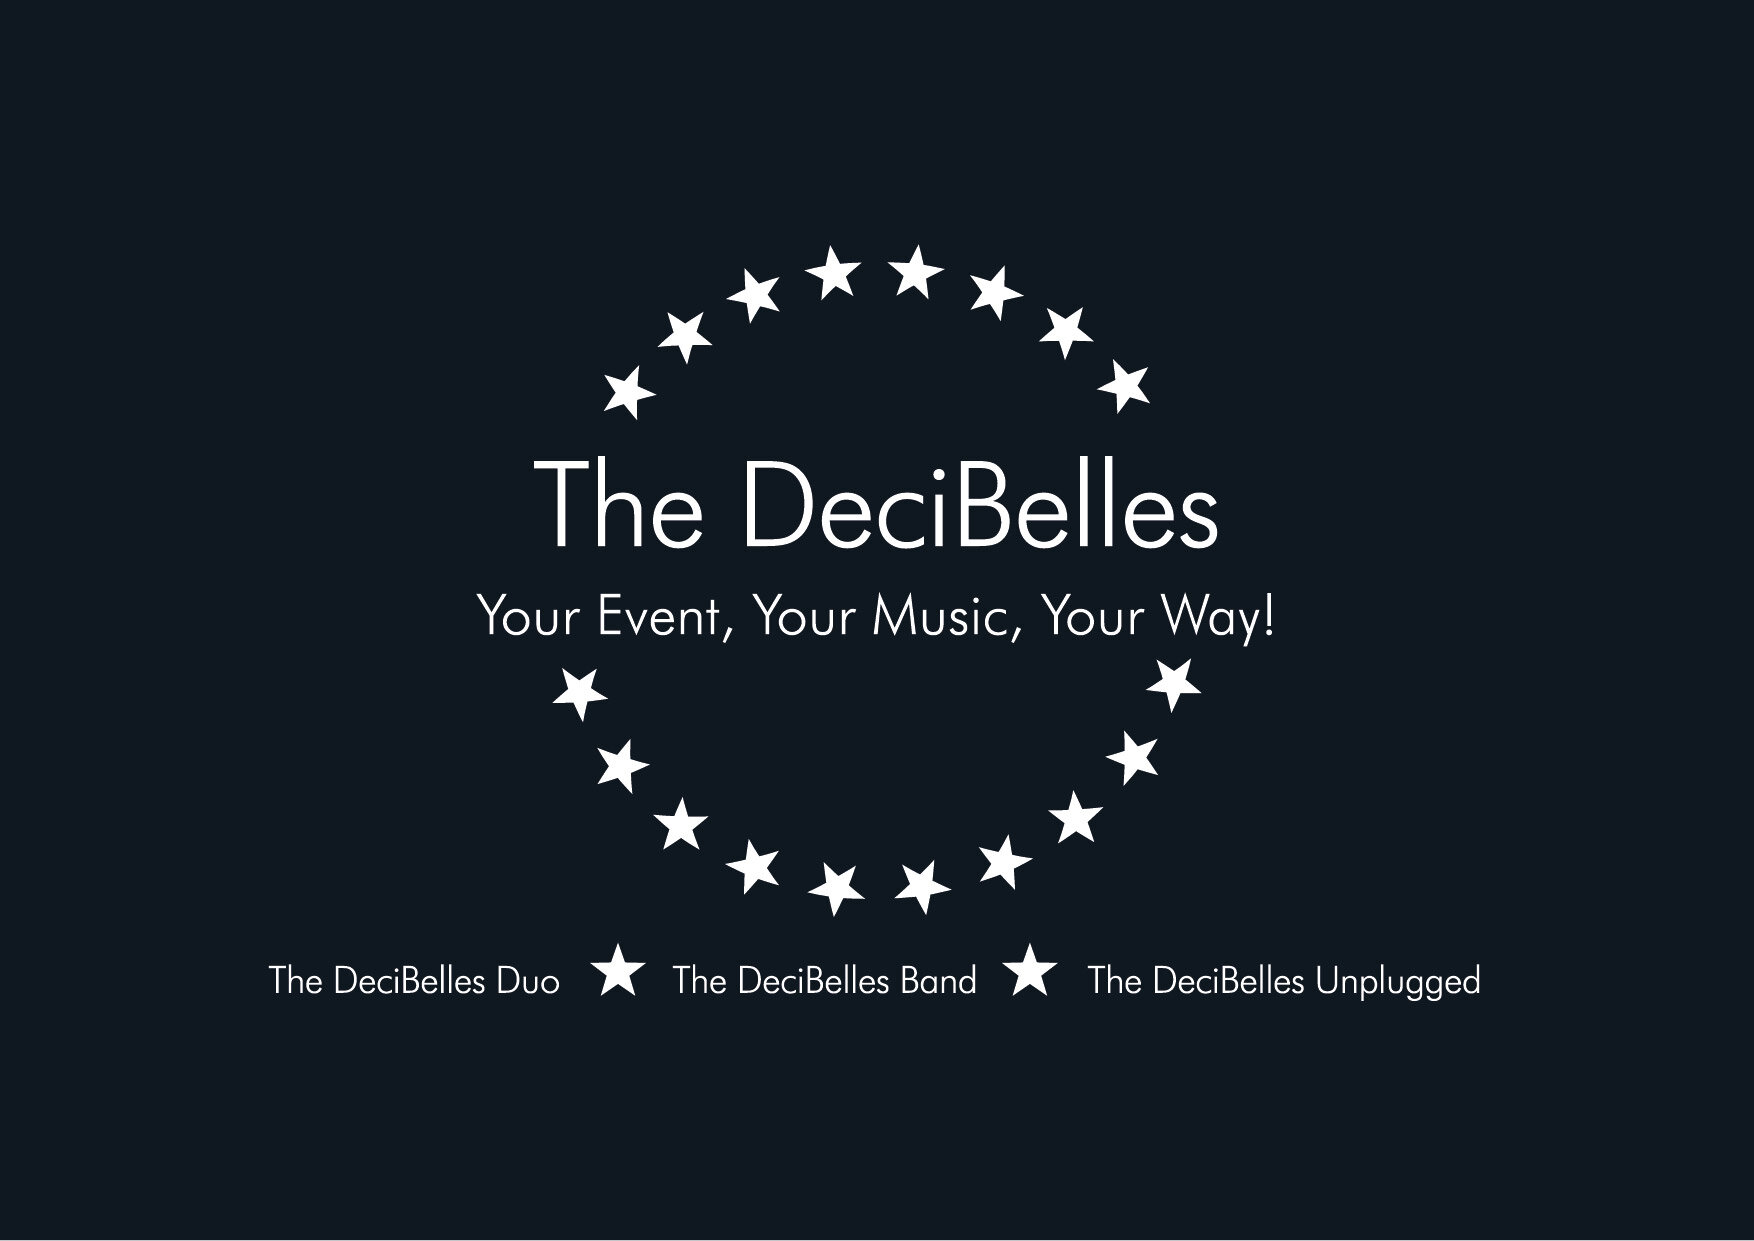 The DeciBelles
Your Event, Your Music, Your Way!
The DeciBelles Duo ★ The DeciBelles Band ★ The DeciBelles Unplugged